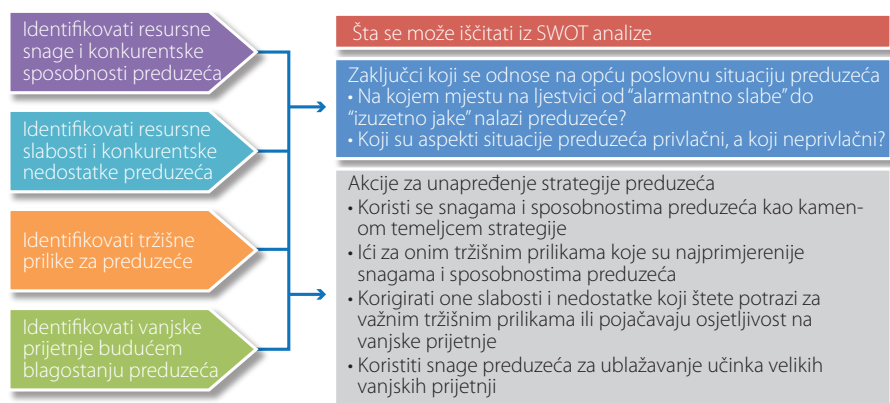 Identifikovati resursne
snage i konkurentske
sposobnosti preduzeća
Identifikovati resursne
slabosti i konkurentske
nedostatke preduzeća
Identifikovati tržišne
prilike za preduzeće
Identifikovati vanjske
prijetnje budućem
blagostanju preduzeća
Šta se može iščitati iz SWOT analize
Zaključci koji se odnose na opću poslovnu situaciju preduzeća
• Na kojem mjestu na ljestvici od “alarmantno slabe” do
“izuzetno jake” nalazi preduzeće?
• Koji su aspekti situacije preduzeća privlačni, a koji neprivlačni?
Akcije za unapređenje strategije preduzeća
• Koristi se snagama i sposobnostima preduzeća kao kamen-
om temeljcem strategije
• Ići za onim tržišnim prilikama koje su najprimjerenije
snagama i sposobnostima preduzeća
• Korigirati one slabosti i nedostatke koji štete potrazi za
važnim tržišnim prilikama ili pojačavaju osjetljivost na
vanjske prijetnje
• Koristiti snage preduzeća za ublažavanje učinka velikih
vanjskih prijetnji